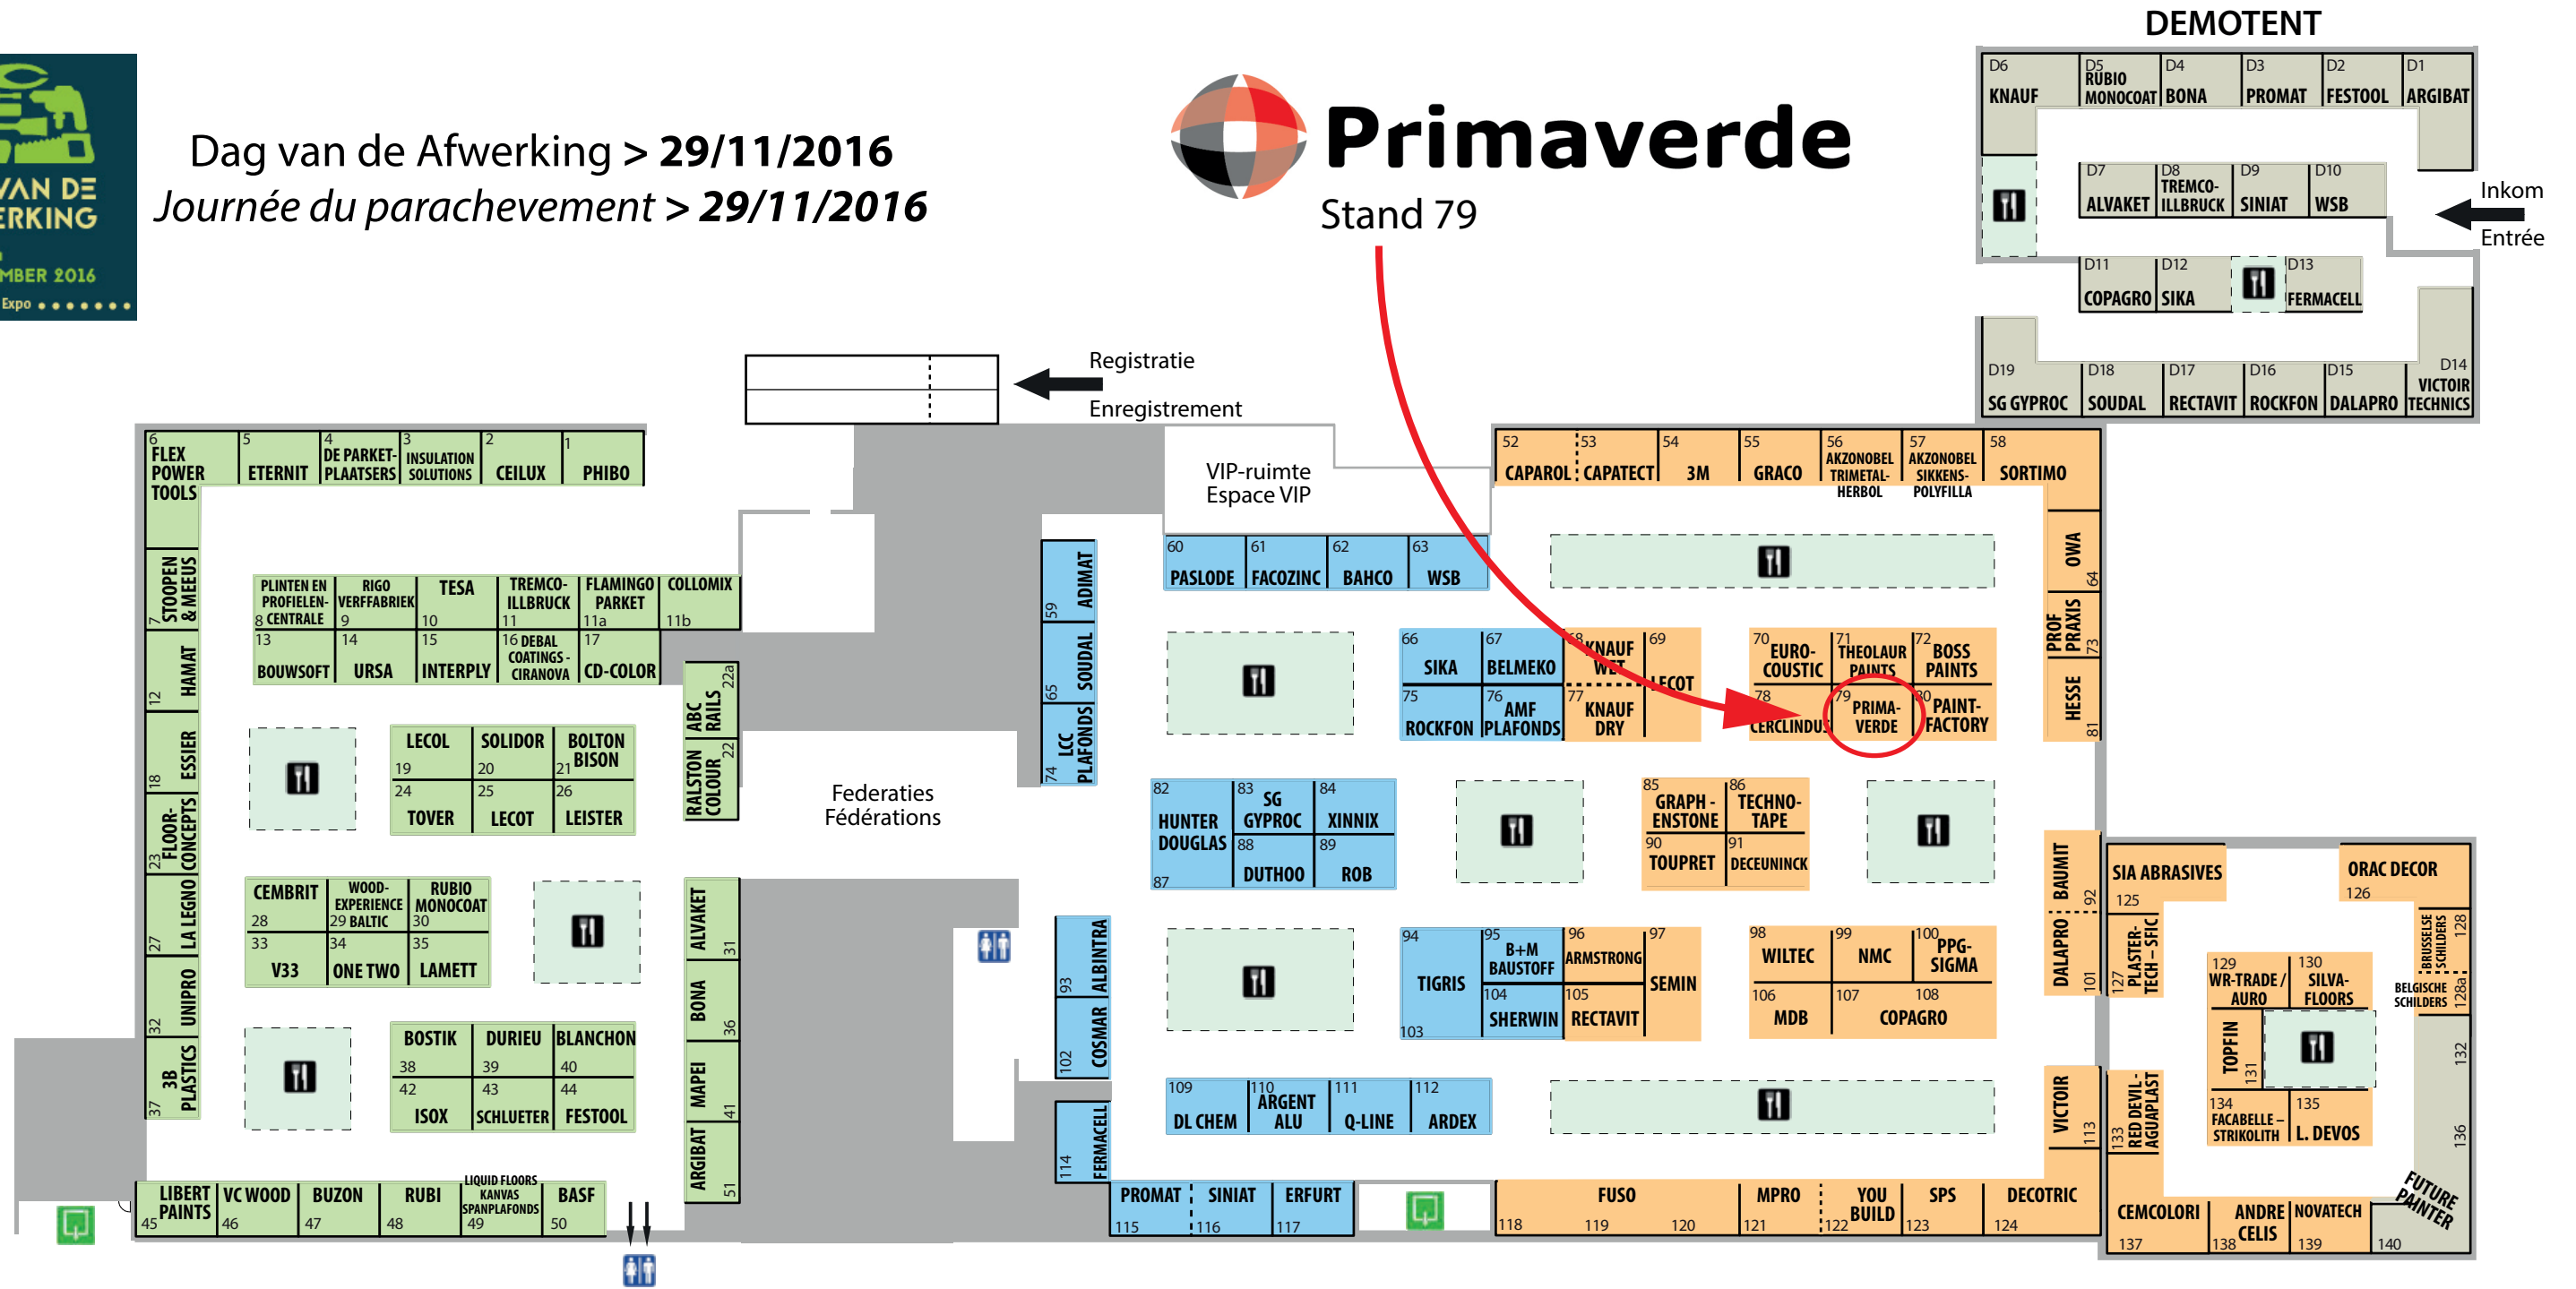 DEMOTENT
VAN DE
ERKING
MBER 2016
Expo
Dag van de Afwerking > 29/11/2016
Journée du parachevement > 29/11/2016
Primaverde
Stand 79
D6 KNAUF
D5 RUBIO MONOCOAT
D4 BONA
D3 PROMAT
D2 FESTOOL
D1 ARGIBAT
D7 ALVAKET
D8 TREMCO-ILLBRUCK
D9 SINIAT
D10 WSB
Inkom
Entrée
D11 COPAGRO
D12 SIKA
D13 FERMACELL
D19 SG GYPROC
D18 SOUDAL
D17 RECTAVIT
D16 ROCKFON
D15 DALAPRO
D14 VICTOIR TECHNICS
Registratie
Enregistrement
6 FLEX POWER TOOLS
5 ETERNIT
4 DE PARKET-PLAATSERS
3 INSULATION SOLUTIONS
2 CEILUX
1 PHIBO
7 STOOPEN & MEEUS
12 HAMAT
18 ESSIER
23 FLOOR-CONCEPTS
27 LA LEGNO
32 UNIPRO
37 3B PLASTICS
8 PLINTEN EN PROFIELEN-CENTRALE
9 RIGO VERFFABRIEK
10 TESA
11 TREMCO-ILLBRUCK
11a FLAMINGO PARKET
11b COLLOMIX
13 BOUWSOFT
14 URSA
15 INTERPLY
16 DEBAL COATINGS - CIRANOVA
17 CD-COLOR
22a ABC RAILS
22 RALSTON COLOUR
19 LECOL
20 SOLIDOR
21 BOLTON BISON
24 TOVER
25 LECOT
26 LEISTER
28 CEMBRIT
29 WOOD-EXPERIENCE BALTIC
30 RUBIO MONOCOAT
33 V33
34 ONE TWO
35 LAMETT
31 ALVAKET
36 BONA
41 MAPEI
51 ARGIBAT
38 BOSTIK
39 DURIEU
40 BLANCHON
42 ISOX
43 SCHLUETER
44 FESTOOL
45 LIBERT PAINTS
46 VC WOOD
47 BUZON
48 RUBI
49 LIQUID FLOORS KANVAS SPANPLAFONDS
50 BASF
Federaties
Fédérations
VIP-ruimte
Espace VIP
52 CAPAROL
53 CAPATECT
54 3M
55 GRACO
56 AKZONOBEL TRIMETAL-HERBOL
57 AKZONOBEL SIKKENS-POLYFILLA
58 SORTIMO
59 ADIMAT
65 SOUDAL
74 LCC PLAFONDS
60 PASLODE
61 FACOZINC
62 BAHCO
63 WSB
64 OWA
73 PROF PRAXIS
81 HESSE
66 SIKA
67 BELMEKO
68 KNAUF WET
69 LECOT
70 EURO-COUSTIC
71 THEOLAUR PAINTS
72 BOSS PAINTS
75 ROCKFON
76 AMF PLAFONDS
77 KNAUF DRY
78 CERCLINDUS
79 PRIMA-VERDE
80 PAINT-FACTORY
82 HUNTER DOUGLAS 87
83 SG GYPROC
84 XINNIX
88 DUTHOO
89 ROB
85 GRAPH-ENSTONE
86 TECHNO-TAPE
90 TOUPRET
91 DECEUNINCK
92 BAUMIT
101 DALAPRO
93 ALBINTRA
102 COSMAR
94 TIGRIS 103
95 B+M BAUSTOFF
96 ARMSTRONG
97 SEMIN
104 SHERWIN
105 RECTAVIT
98 WILTEC
99 NMC
100 PPG-SIGMA
106 MDB
107 108 COPAGRO
109 DL CHEM
110 ARGENT ALU
111 Q-LINE
112 ARDEX
113 VICTOIR
114 FERMACELL
115 PROMAT
116 SINIAT
117 ERFURT
118 119 120 FUSO
121 MPRO
122 YOU BUILD
123 SPS
124 DECOTRIC
SIA ABRASIVES 125
ORAC DECOR 126
127 PLASTER-TECH – SFIC
128 BRUSSELSE SCHILDERS
128a BELGISCHE SCHILDERS
129 WR-TRADE / AURO
130 SILVA-FLOORS
131 TOPFIN
132
133 RED DEVIL - AGUAPLAST
134 FACABELLE – STRIKOLITH
135 L. DEVOS
136
137 CEMCOLORI
138 ANDRE CELIS
139 NOVATECH
140 FUTURE PAINTER